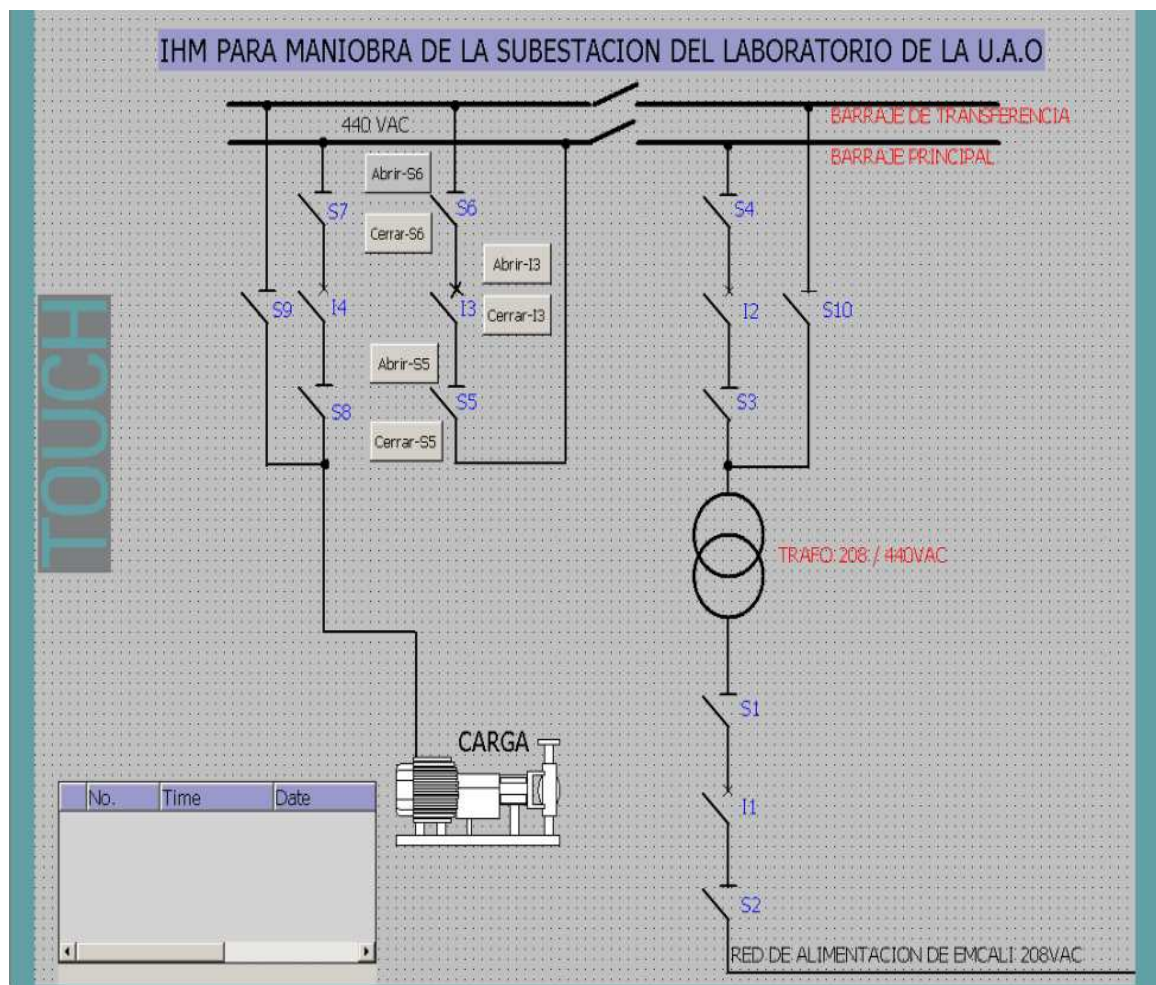 IHM PARA MANIOBRA DE LA SUBESTACION DEL LABORATORIO DE LA U.A.O
BARRAJE DE TRANSFERENCIA
440 VAC
BARRAJE PRINCIPAL
Abrir-S6
S7
S6
S4
Cerrar-S6
Abrir-I3
S9
I4
I3
Cerrar-I3
I2
S10
TOUCH
Abrir-S5
S8
S5
S3
Cerrar-S5
TRAFO 208 / 440VAC
S1
CARGA
No. Time Date
I1
S2
RED DE ALIMENTACION DE EMCALI 208VAC